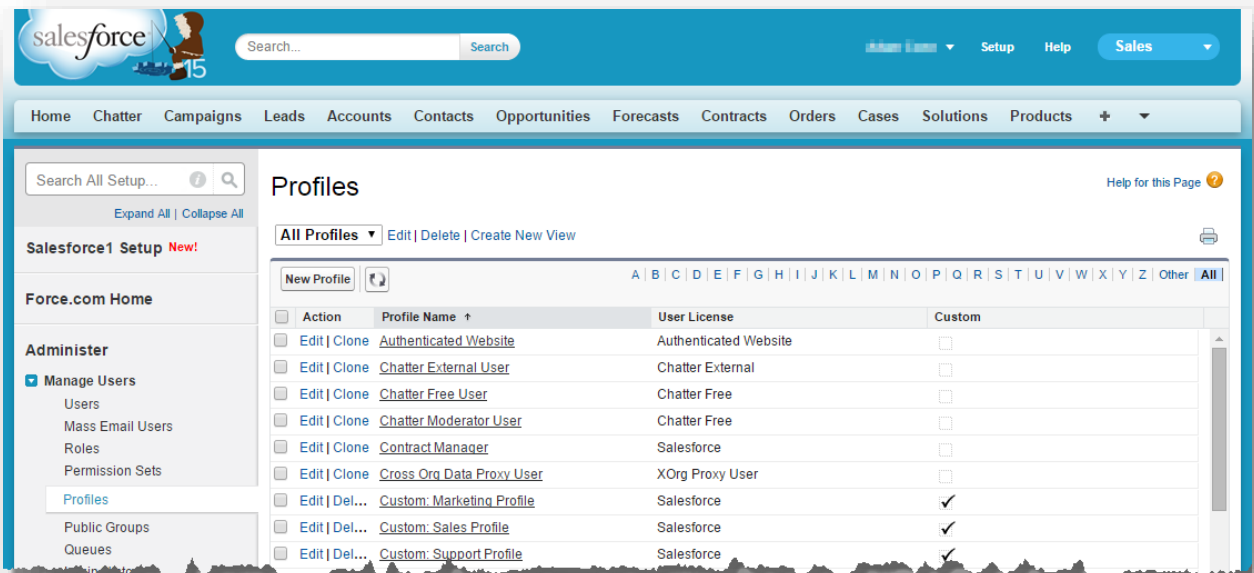 salesforce
15
Search... Search Setup Help Sales
Home Chatter Campaigns Leads Accounts Contacts Opportunities Forecasts Contracts Orders Cases Solutions Products +
Search All Setup...
Expand All | Collapse All
Salesforce1 Setup New!
Force.com Home
Administer
Manage Users
Users
Mass Email Users
Roles
Permission Sets
Profiles
Public Groups
Queues
Profiles
Help for this Page ?
All Profiles Edit | Delete | Create New View
New Profile A | B | C | D | E | F | G | H | I | J | K | L | M | N | O | P | Q | R | S | T | U | V | W | X | Y | Z | Other All
Action Profile Name ↑ User License Custom
Edit | Clone Authenticated Website Authenticated Website
Edit | Clone Chatter External User Chatter External
Edit | Clone Chatter Free User Chatter Free
Edit | Clone Chatter Moderator User Chatter Free
Edit | Clone Contract Manager Salesforce
Edit | Clone Cross Org Data Proxy User XOrg Proxy User
Edit | Del... Custom: Marketing Profile Salesforce ✓
Edit | Del... Custom: Sales Profile Salesforce ✓
Edit | Del... Custom: Support Profile Salesforce ✓